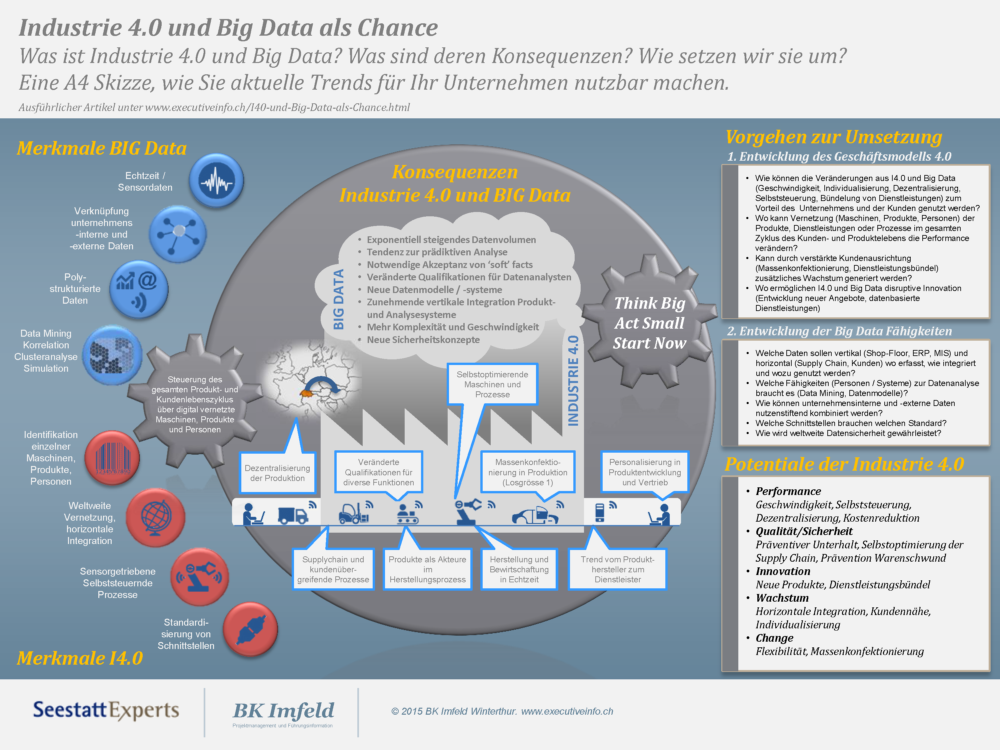 Industrie 4.0 und Big Data als Chance
Was ist Industrie 4.0 und Big Data? Was sind deren Konsequenzen? Wie setzen wir sie um?
Eine A4 Skizze, wie Sie aktuelle Trends für Ihr Unternehmen nutzbar machen.
Ausführlicher Artikel unter www.executiveinfo.ch/I40-und-Big-Data-als-Chance.html
Merkmale BIG Data
Echtzeit /
Sensordaten
Verknüpfung
unternehmens
-interne und
-externe Daten
Poly-
strukturierte
Daten
Data Mining
Korrelation
Clusteranalyse
Simulation
Steuerung des
gesamten Produkt- und
Kundenlebenszyklus
über digital vernetzte
Maschinen, Produkte
und Personen
Identifikation
einzelner
Maschinen,
Produkte,
Personen
1234567890
Weltweite
Vernetzung,
horizontale
Integration
Sensorgetriebene
Selbststeuernde
Prozesse
Standardi-
sierung von
Schnittstellen
Merkmale I4.0
Konsequenzen
Industrie 4.0 und BIG Data
BIG DATA
• Exponentiell steigendes Datenvolumen
• Tendenz zur prädiktiven Analyse
• Notwendige Akzeptanz von ‘soft’ facts
• Veränderte Qualifikationen für Datenanalysten
• Neue Datenmodelle / -systeme
• Zunehmende vertikale Integration Produkt-
und Analysesysteme
• Mehr Komplexität und Geschwindigkeit
• Neue Sicherheitskonzepte
INDUSTRIE 4.0
Think Big
Act Small
Start Now
Selbstoptimierende
Maschinen und
Prozesse
Dezentralisierung
der Produktion
Veränderte
Qualifikationen für
diverse Funktionen
Massenkonfektio-
nierung in Produktion
(Losgrösse 1)
Personalisierung in
Produktentwicklung
und Vertrieb
Supplychain und
kundenüber-
greifende Prozesse
Produkte als Akteure
im
Herstellungsprozess
Herstellung und
Bewirtschaftung
in Echtzeit
Trend vom Produkt-
hersteller zum
Dienstleister
Vorgehen zur Umsetzung
1. Entwicklung des Geschäftsmodells 4.0
• Wie können die Veränderungen aus I4.0 und Big Data
(Geschwindigkeit, Individualisierung, Dezentralisierung,
Selbststeuerung, Bündelung von Dienstleistungen) zum
Vorteil des Unternehmens und der Kunden genutzt werden?
• Wo kann Vernetzung (Maschinen, Produkte, Personen) der
Produkte, Dienstleistungen oder Prozesse im gesamten
Zyklus des Kunden- und Produktelebens die Performance
verändern?
• Kann durch verstärkte Kundenausrichtung
(Massenkonfektionierung, Dienstleistungsbündel)
zusätzliches Wachstum generiert werden?
• Wo ermöglichen I4.0 und Big Data disruptive Innovation
(Entwicklung neuer Angebote, datenbasierte
Dienstleistungen)
2. Entwicklung der Big Data Fähigkeiten
• Welche Daten sollen vertikal (Shop-Floor, ERP, MIS) und
horizontal (Supply Chain, Kunden) wo erfasst, wie integriert
und wozu genutzt werden?
• Welche Fähigkeiten (Personen / Systeme) zur Datenanalyse
braucht es (Data Mining, Datenmodelle)?
• Wie können unternehmensinterne und -externe Daten
nutzenstiftend kombiniert werden?
• Welche Schnittstellen brauchen welchen Standard?
• Wie wird weltweite Datensicherheit gewährleistet?
Potentiale der Industrie 4.0
• Performance
Geschwindigkeit, Selbststeuerung,
Dezentralisierung, Kostenreduktion
• Qualität/Sicherheit
Präventiver Unterhalt, Selbstoptimierung der
Supply Chain, Prävention Warenschwund
• Innovation
Neue Produkte, Dienstleistungsbündel
• Wachstum
Horizontale Integration, Kundennähe,
Individualisierung
• Change
Flexibilität, Massenkonfektionierung
SeestattExperts
BK Imfeld
Projektmanagement und Führungsinformation
© 2015 BK Imfeld Winterthur. www.executiveinfo.ch